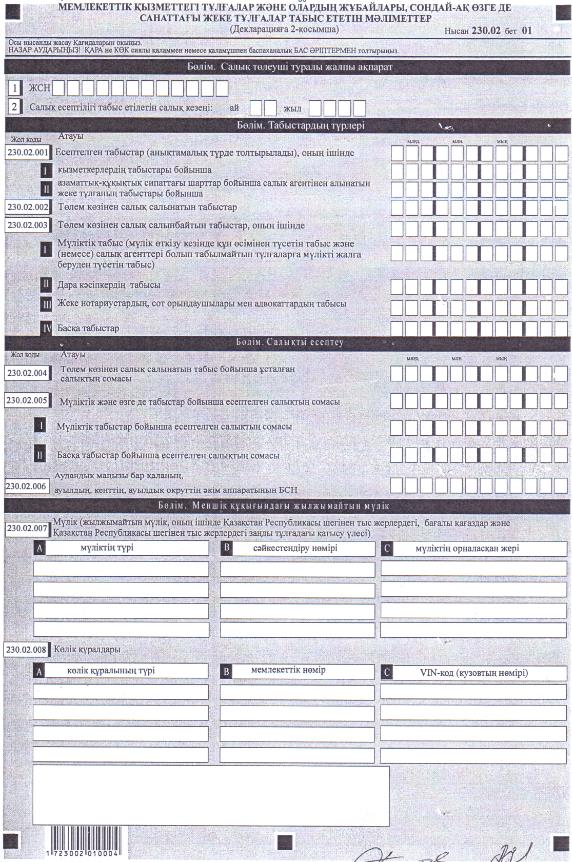 МЕМЛЕКЕТТІК ҚЫЗМЕТТЕГІ ТҰЛҒАЛАР ЖӘНЕ ОЛАРДЫҢ ЖҰБАЙЛАРЫ, СОНДАЙ-АҚ ӨЗГЕ ДЕ
САНАТТАҒЫ ЖЕКЕ ТҰЛҒАЛАР ТАБЫС ЕТЕТІН МӘЛІМЕТТЕР
(Декларацияға 2-қосымша)
Нысан 230.02 бет 01
Осы нысанды жасау Қағидаларын оқыңыз.
НАЗАР АУДАРЫҢЫЗ! ҚАРА не КӨК сиялы қаламмен немесе қаламұшпен баспаханалық БАС ӘРІПТЕРМЕН толтырыңыз.
Бөлім. Салық төлеуші туралы жалпы ақпарат
1 ЖСН
2 Салық есептілігі табыс етілетін салық кезеңі: ай жыл
Бөлім. Табыстардың түрлері
Жол коды Атауы млрд. млн. мың
230.02.001 Есептелген табыстар (анықтамалық түрде толтырылады), оның ішінде
I қызметкерлердің табыстары бойынша
II азаматтық-құқықтық сипаттағы шарттар бойынша салық агентінен алынатын
жеке тұлғаның табыстары бойынша
230.02.002 Төлем көзінен салық салынатын табыстар
230.02.003 Төлем көзінен салық салынбайтын табыстар, оның ішінде
I Мүліктік табыс (мүлік өткізу кезінде құн өсімінен түсетін табыс және
(немесе) салық агенттері болып табылмайтын тұлғаларға мүлікті жалға
беруден түсетін табыс)
II Дара кәсіпкердің табысы
III Жеке нотариустардың, сот орындаушылары мен адвокаттардың табысы
IV Басқа табыстар
Бөлім. Салықты есептеу
Жол коды Атауы млрд. млн. мың
230.02.004 Төлем көзінен салық салынатын табыс бойынша ұсталған
салықтың сомасы
230.02.005 Мүліктік және өзге де табыстар бойынша есептелген салықтың сомасы
I Мүліктік табыстар бойынша есептелген салықтың сомасы
II Басқа табыстар бойынша есептелген салықтың сомасы
230.02.006 Аудандық маңызы бар қаланың,
ауылдың, кенттің, ауылдық округтің әкім аппаратының БСН
Бөлім. Меншік құқығындағы жылжымайтын мүлік
230.02.007 Мүлік (жылжымайтын мүлік, оның ішінде Қазақстан Республикасы шегінен тыс жерлердегі, бағалы қағаздар және
Қазақстан Республикасы шегінен тыс жерлердегі заңды тұлғадағы қатысу үлесі)
A мүліктің түрі B сәйкестендіру нөмірі C мүліктің орналасқан жері
230.02.008 Көлік құралдары
A көлік құралының түрі B мемлекеттік нөмір C VIN-код (кузовтың нөмірі)
1723002010004